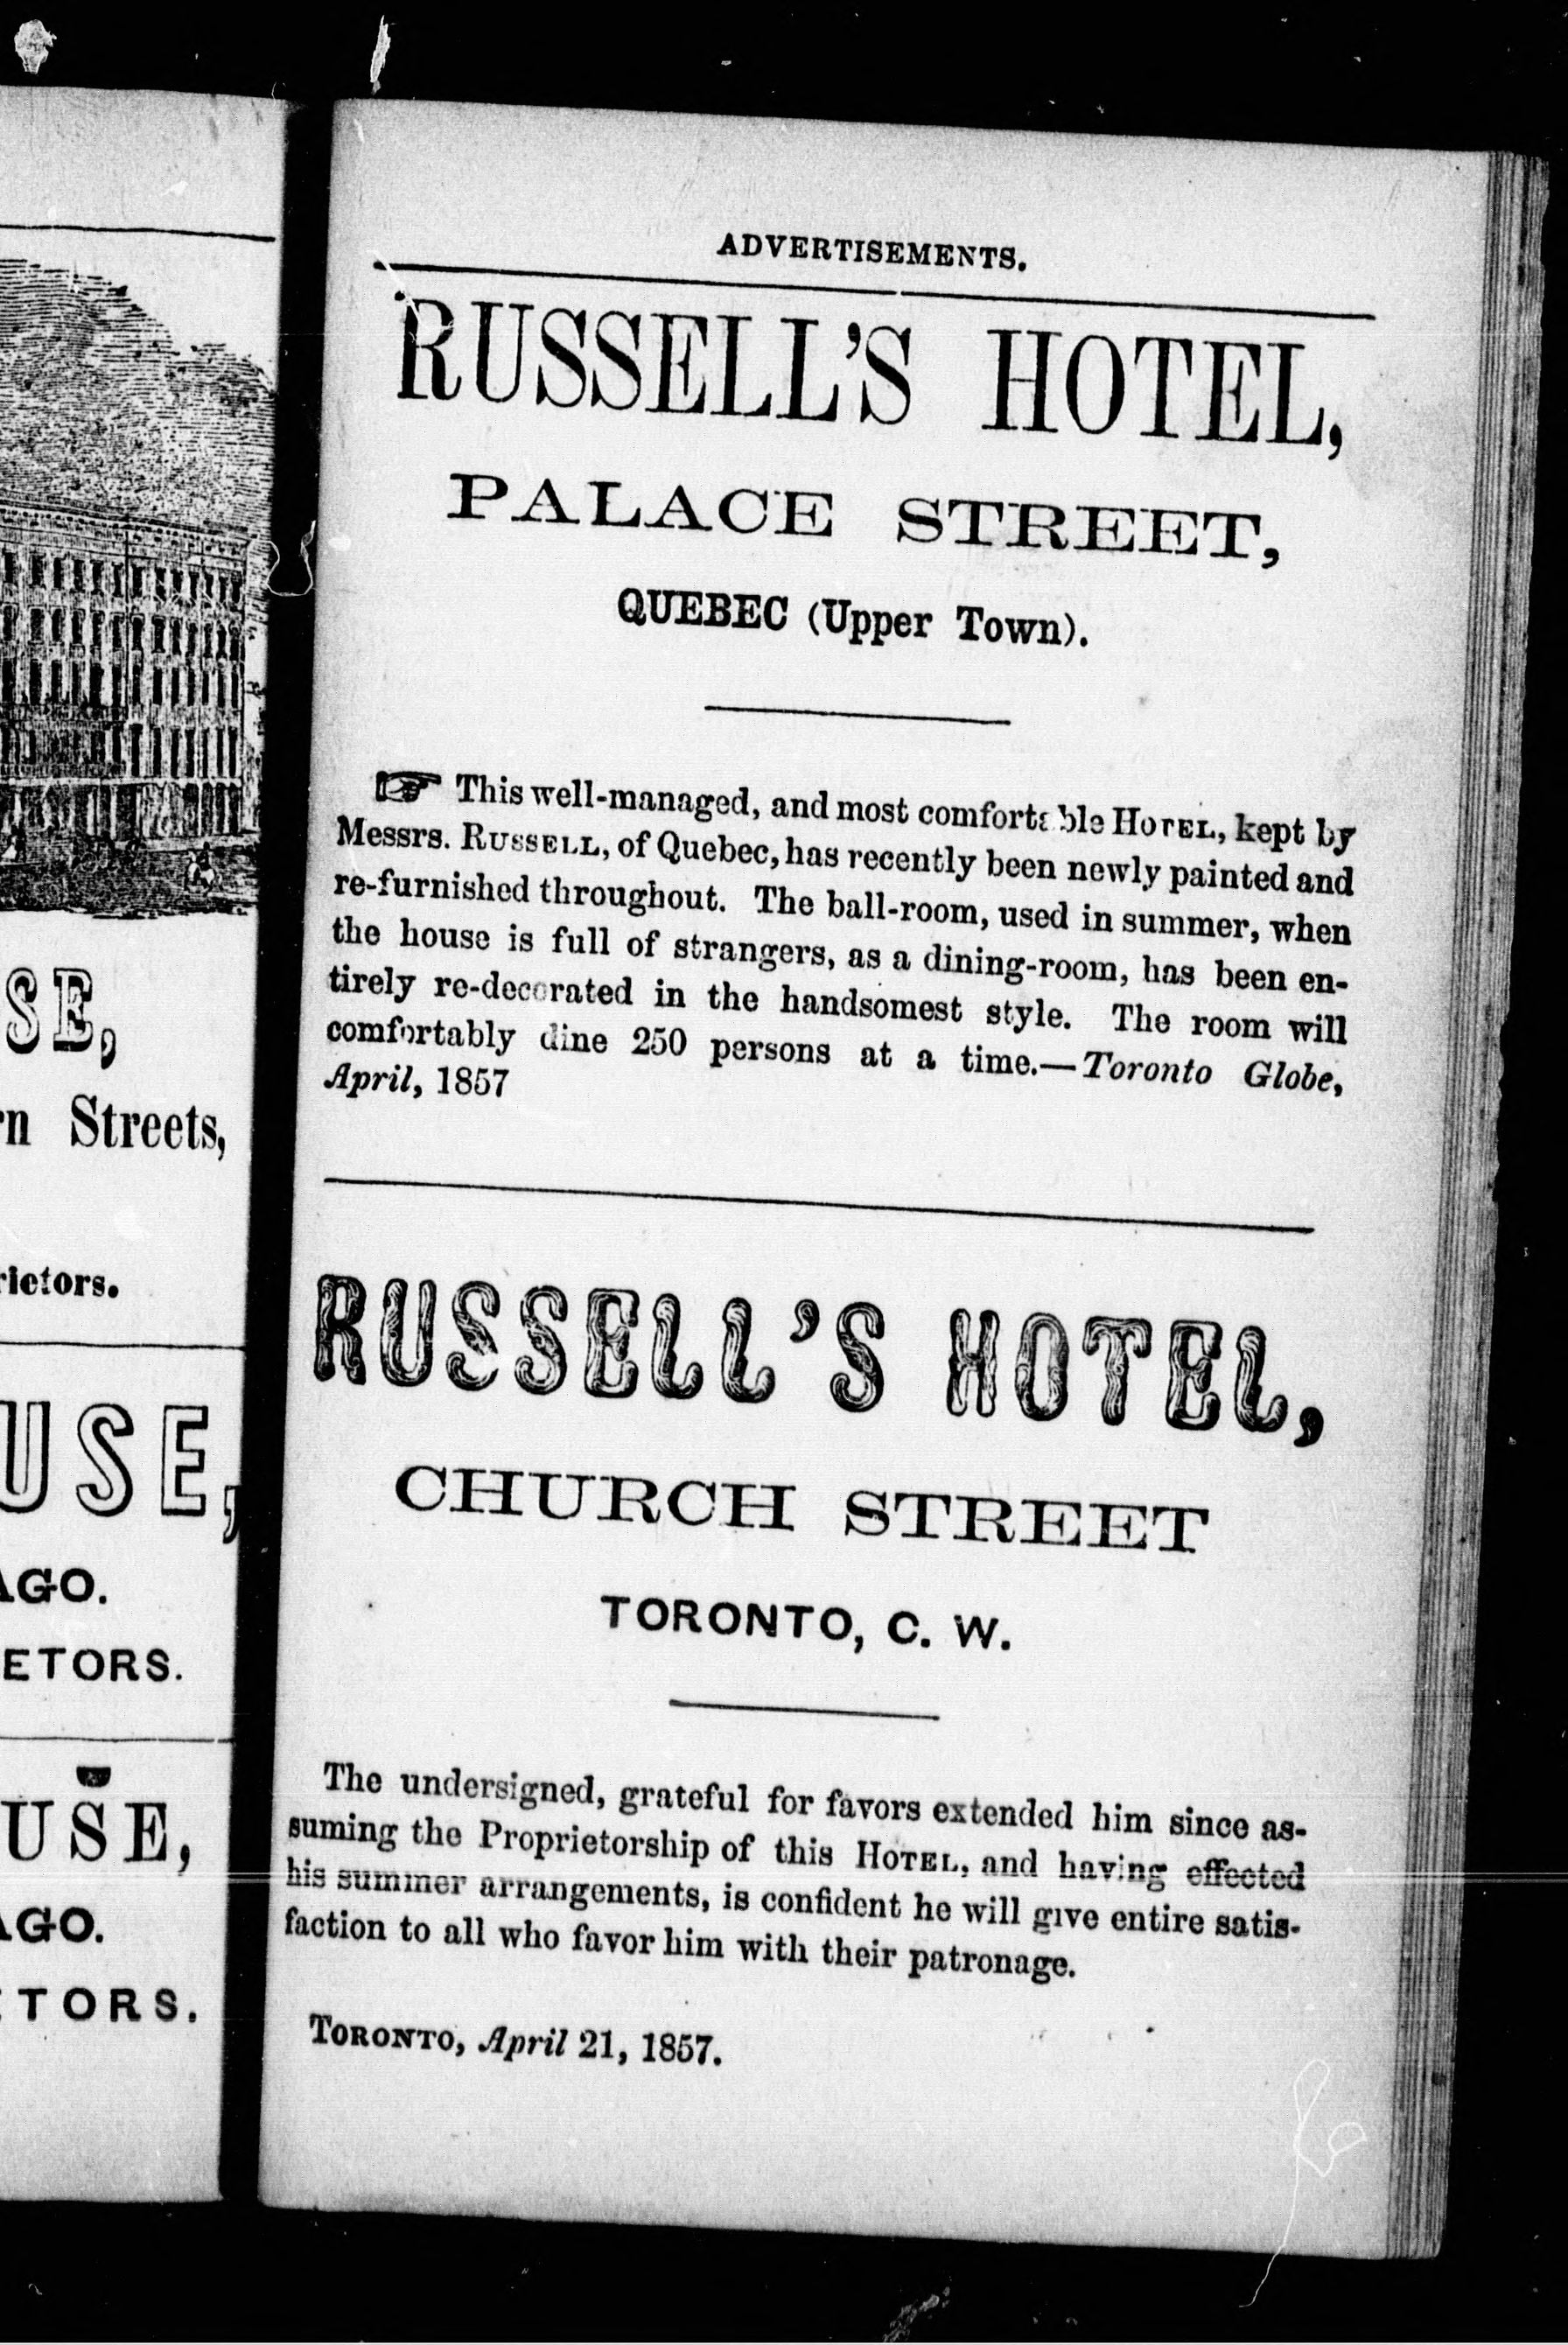 SE,
rn Streets,
rietors.
USE,
AGO.
ETORS.
USE,
AGO.
ETORS.
ADVERTISEMENTS.
RUSSELL'S HOTEL,
PALACE STREET,
QUEBEC (Upper Town).
☞ This well-managed, and most comfortable HOTEL, kept by
Messrs. RUSSELL, of Quebec, has recently been newly painted and
re-furnished throughout. The ball-room, used in summer, when
the house is full of strangers, as a dining-room, has been en-
tirely re-decorated in the handsomest style. The room will
comfortably dine 250 persons at a time.—Toronto Globe,
April, 1857
RUSSELL'S HOTEL,
CHURCH STREET
TORONTO, C. W.
The undersigned, grateful for favors extended him since as-
suming the Proprietorship of this HOTEL, and having effected
his summer arrangements, is confident he will give entire satis-
faction to all who favor him with their patronage.
TORONTO, April 21, 1857.